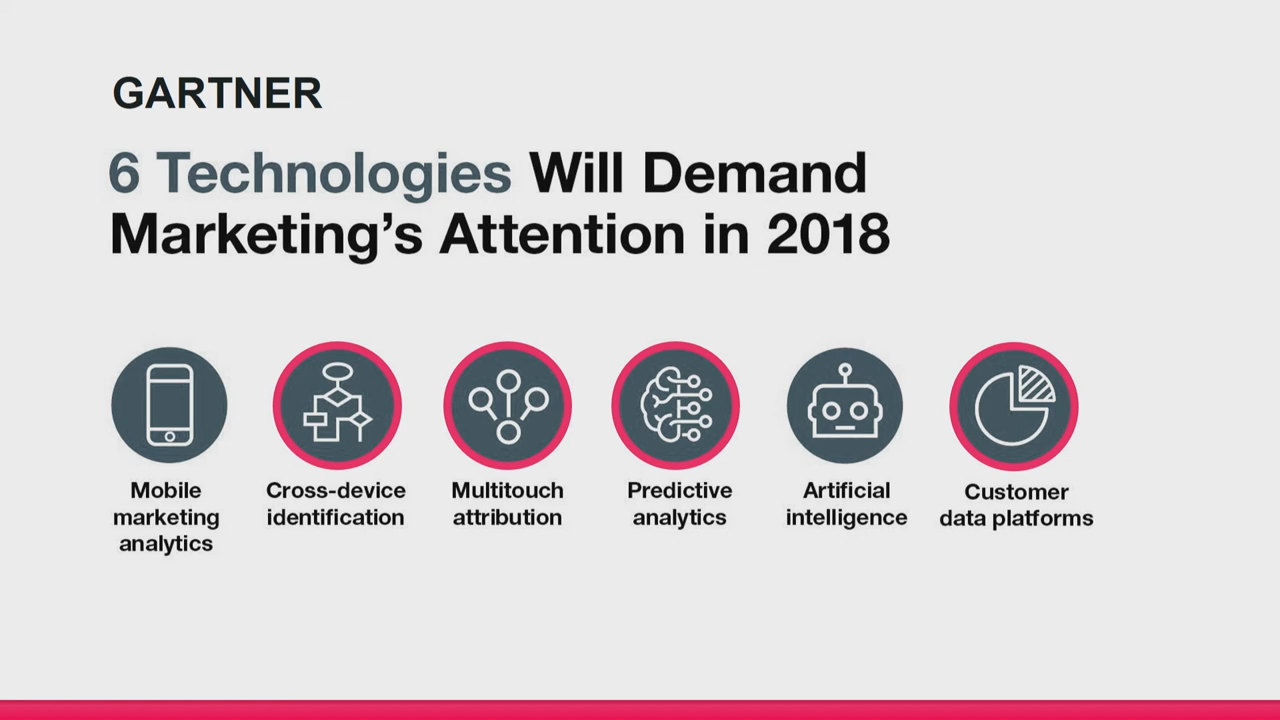 GARTNER
6 Technologies Will Demand
Marketing’s Attention in 2018
Mobile
marketing
analytics
Cross-device
identification
Multitouch
attribution
Predictive
analytics
Artificial
intelligence
Customer
data platforms